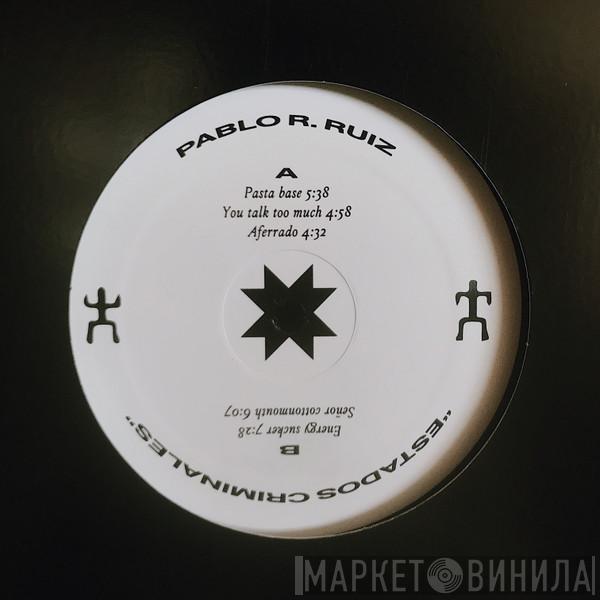 PABLO R. RUIZ
A
Pasta base 5:38
You talk too much 4:58
Aferrado 4:32
B
Energy sucker 7:28
Señor cottonmouth 6:07
"ESTADOS CRIMINALES"
МАРКЕТ ВИНИЛА